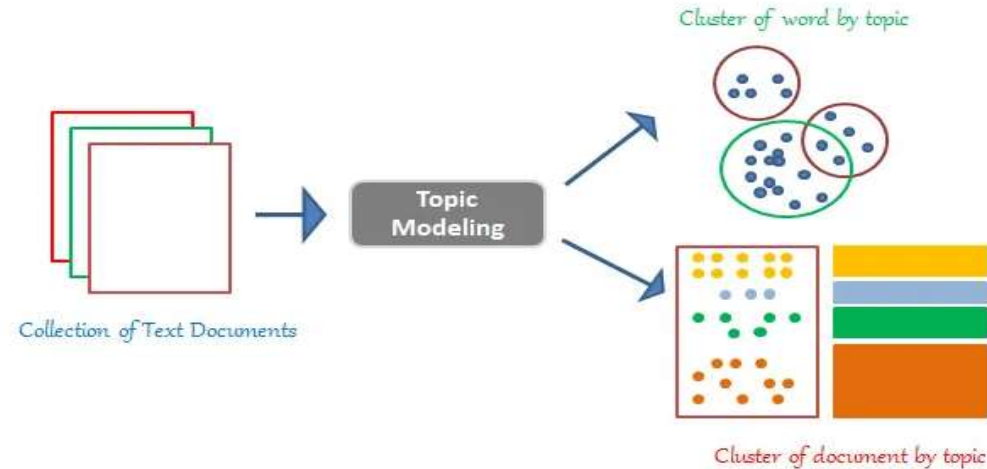 Cluster of word by topic
Topic
Modeling
Collection of Text Documents
Cluster of document by topic